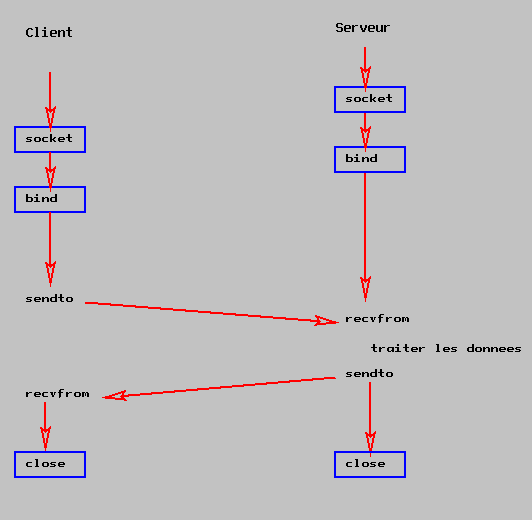 Client
Serveur
socket
socket
bind
bind
sendto
recvfrom
traiter les donnees
sendto
recvfrom
close
close